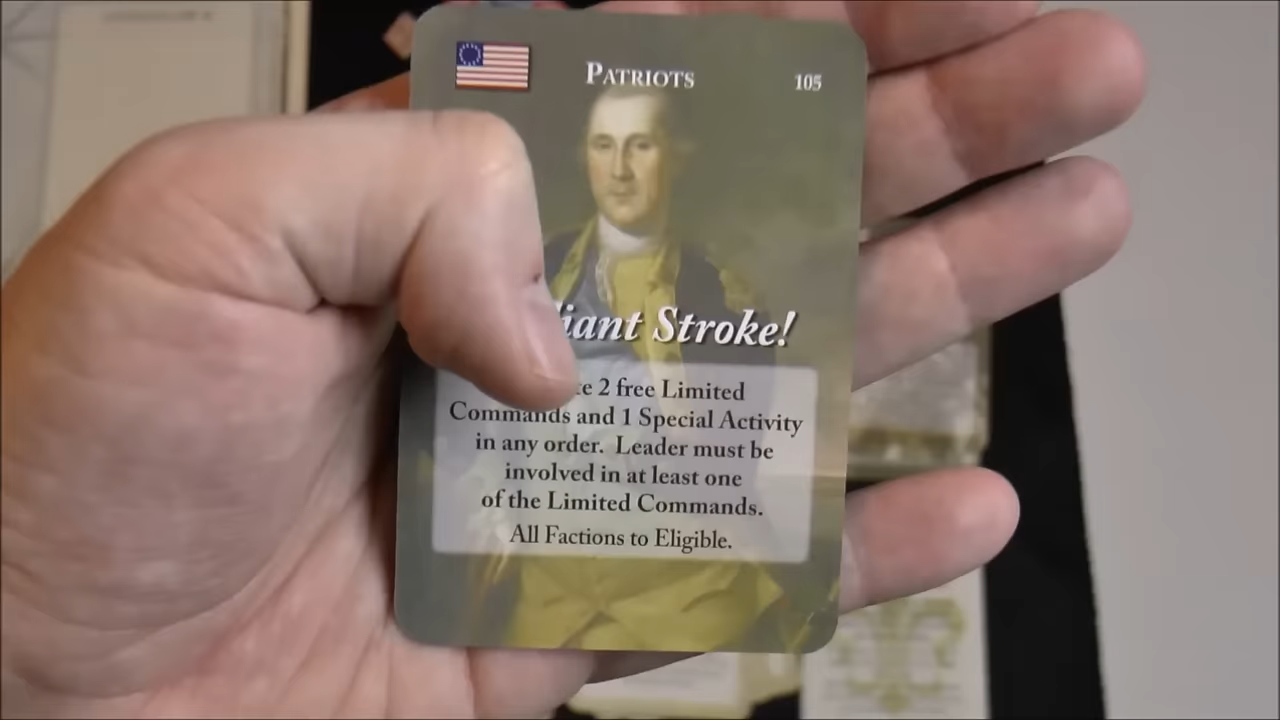 PATRIOTS
105
iant Stroke!
te 2 free Limited
Commands and 1 Special Activity
in any order. Leader must be
involved in at least one
of the Limited Commands.
All Factions to Eligible.